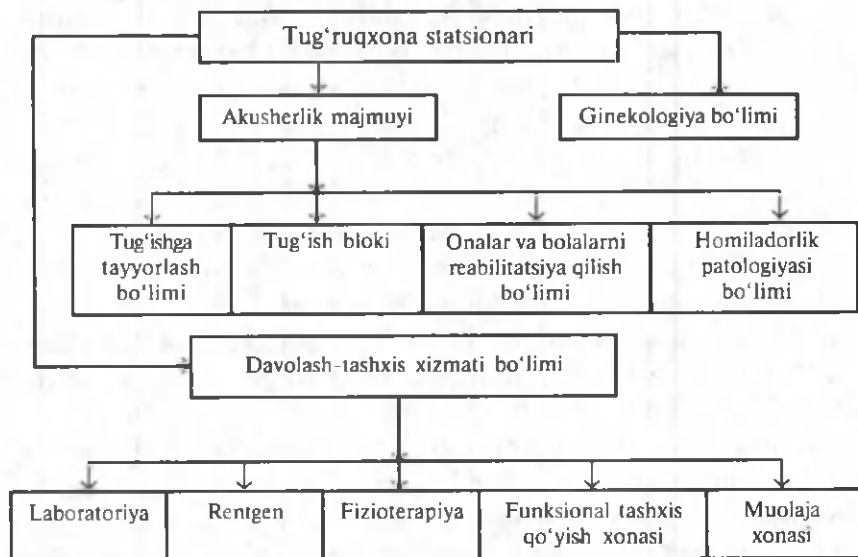 Tug‘ruqxona statsionari
Akusherlik majmuyi
Ginekologiya bo‘limi
Tug‘ishga
tayyorlash
bo‘limi
Tug‘ish bloki
Onalar va bolalarni
reabilitatsiya qilish
bo‘limi
Homiladorlik
patologiyasi
bo‘limi
Davolash-tashxis xizmati bo‘limi
Laboratoriya
Rentgen
Fizioterapiya
Funksional tashxis
qo‘yish xonasi
Muolaja
xonasi